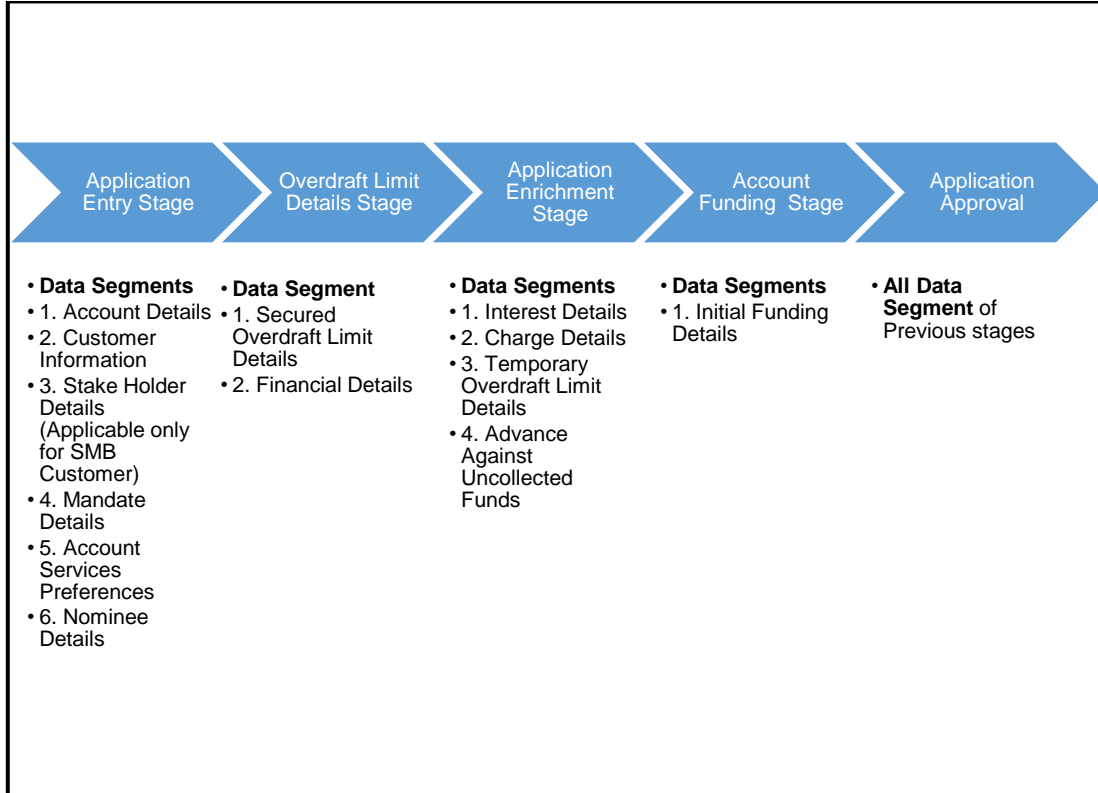 Application
Entry Stage
Overdraft Limit
Details Stage
Application
Enrichment
Stage
Account
Funding  Stage
Application
Approval
• Data Segments
• 1. Account Details
• 2. Customer
Information
• 3. Stake Holder
Details
(Applicable only
for SMB
Customer)
• 4. Mandate
Details
• 5. Account
Services
Preferences
• 6. Nominee
Details
• Data Segment
• 1. Secured
Overdraft Limit
Details
• 2. Financial Details
• Data Segments
• 1. Interest Details
• 2. Charge Details
• 3. Temporary
Overdraft Limit
Details
• 4. Advance
Against
Uncollected
Funds
• Data Segments
• 1. Initial Funding
Details
• All Data
Segment of
Previous stages